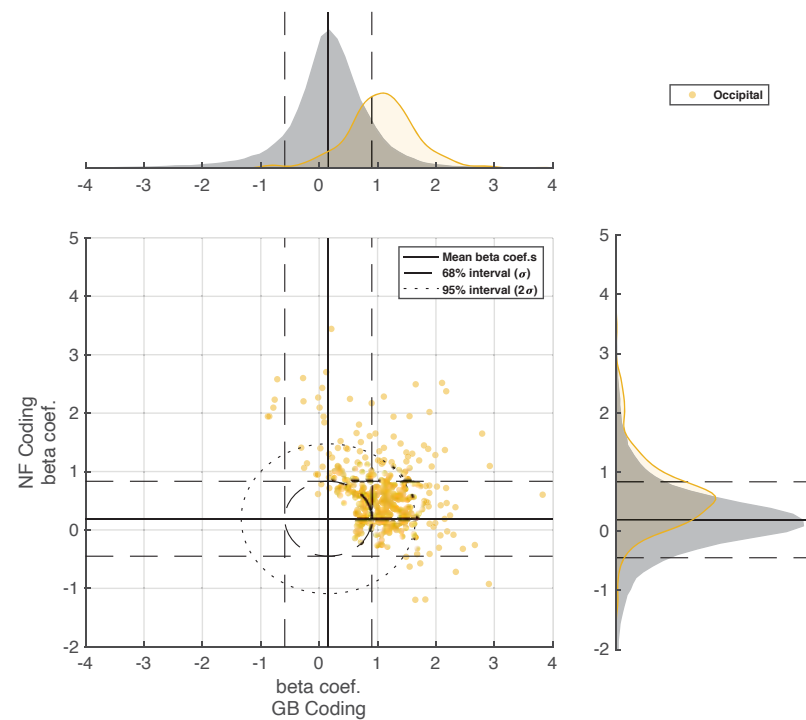 Occipital
-4 -3 -2 -1 0 1 2 3 4
5
4
3
2
1
0
-1
-2
NF Coding
beta coef.
Mean beta coef.s
68% interval (σ)
95% interval (2σ)
-4 -3 -2 -1 0 1 2 3 4
beta coef.
GB Coding
5
4
3
2
1
0
-1
-2